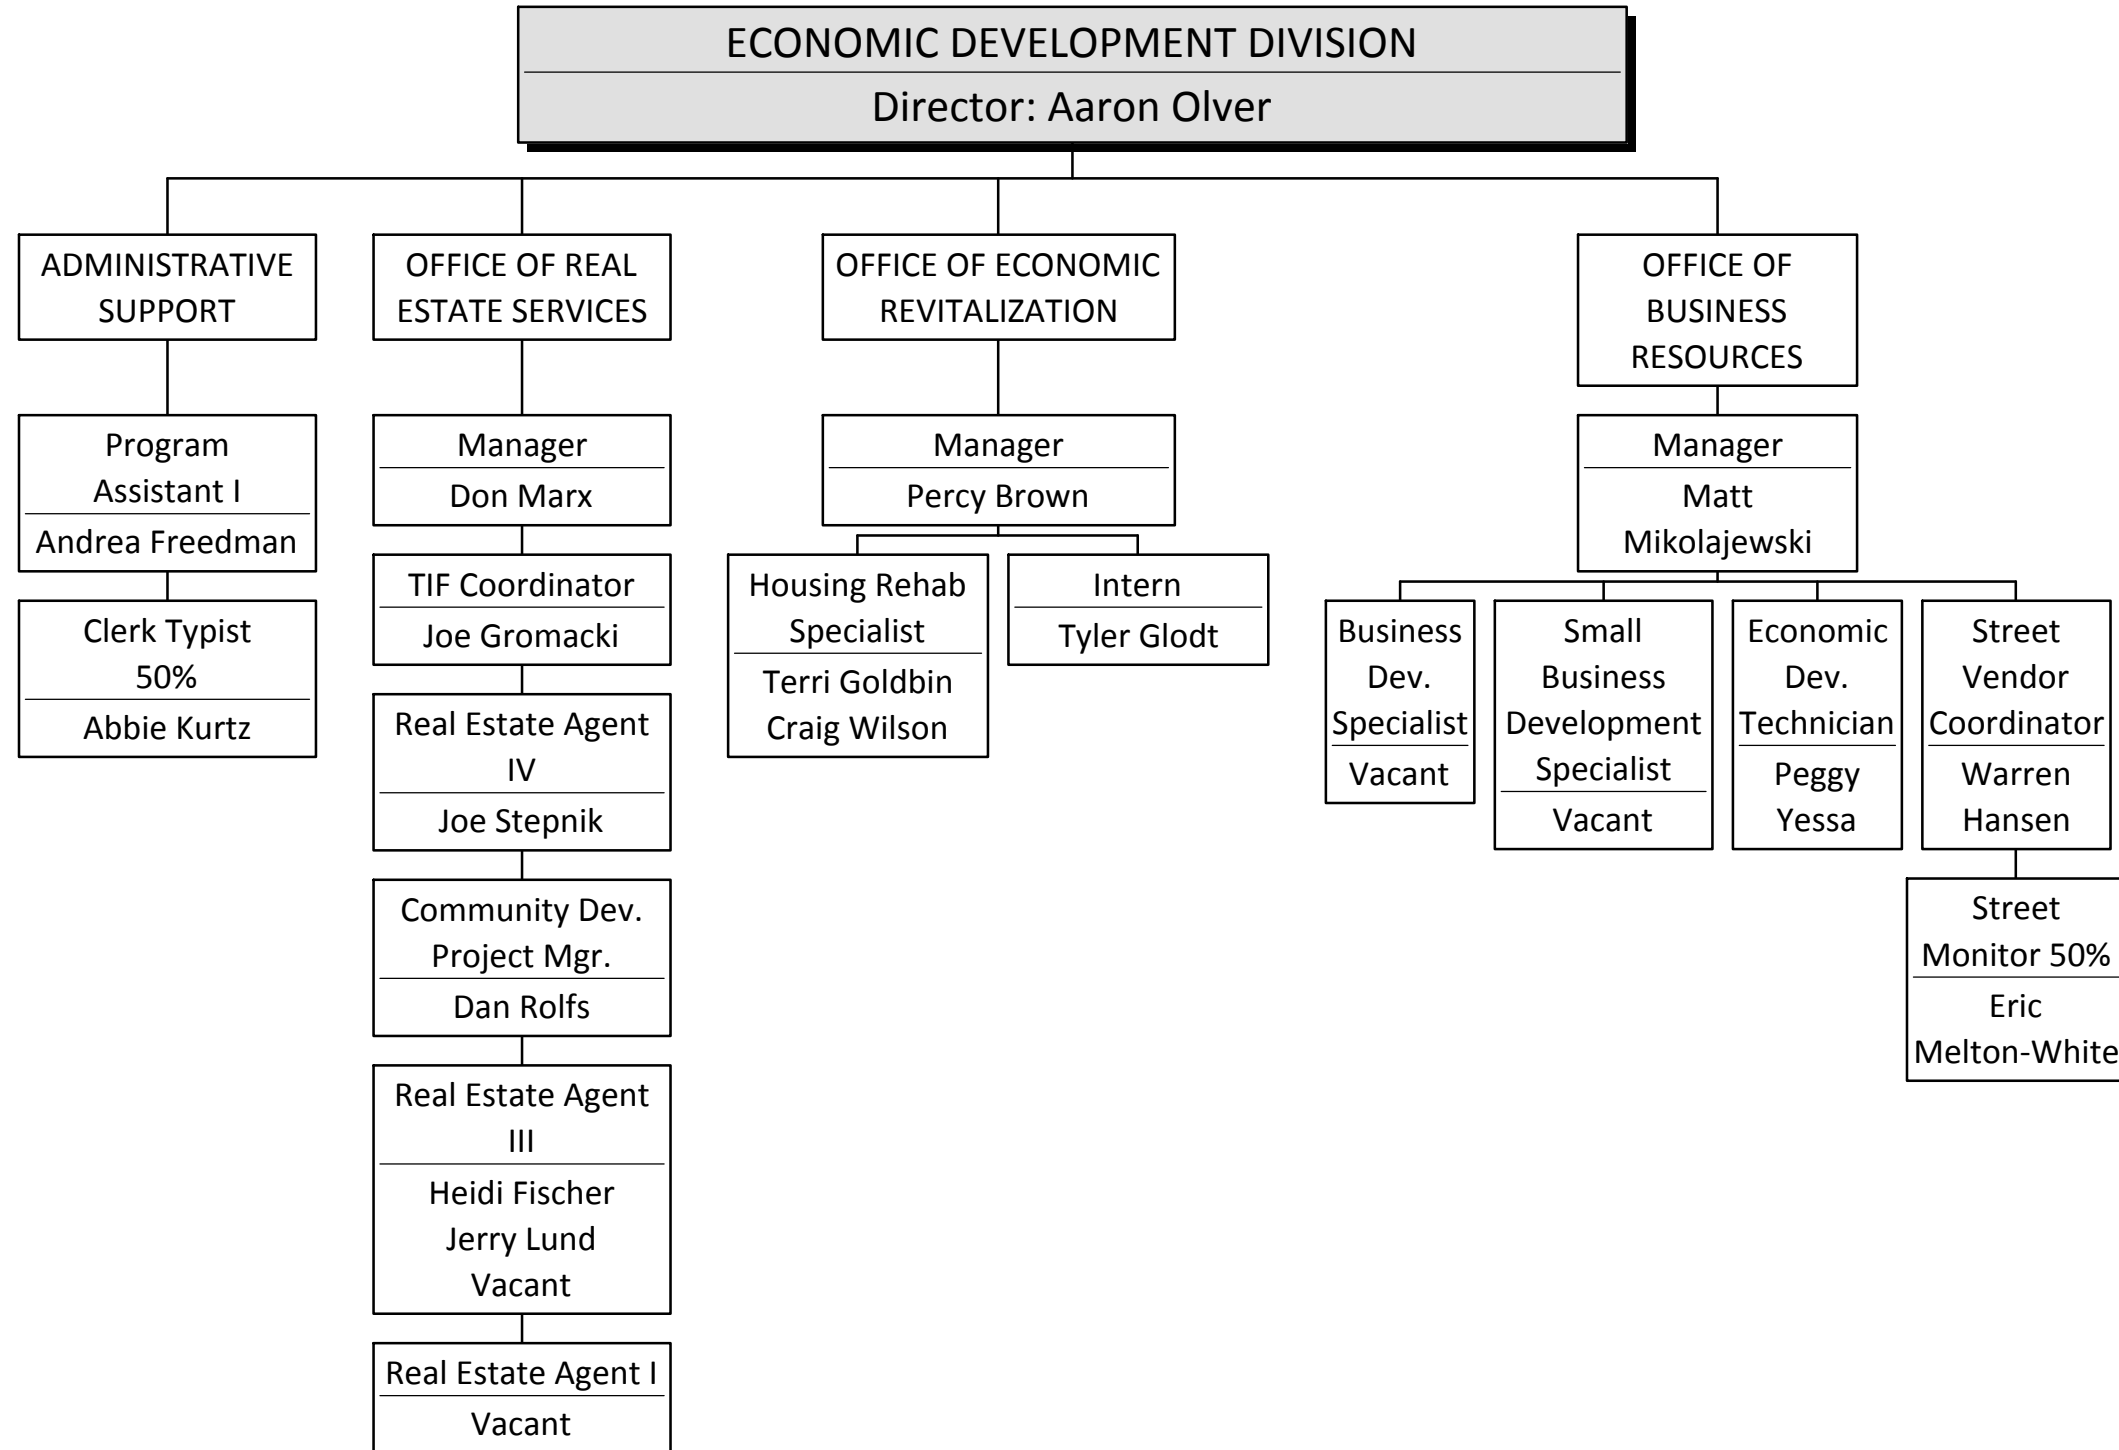 ECONOMIC DEVELOPMENT DIVISION
Director: Aaron Olver
ADMINISTRATIVE
SUPPORT
Program
Assistant I
Andrea Freedman
Clerk Typist
50%
Abbie Kurtz
OFFICE OF REAL
ESTATE SERVICES
Manager
Don Marx
TIF Coordinator
Joe Gromacki
Real Estate Agent
IV
Joe Stepnik
Community Dev.
Project Mgr.
Dan Rolfs
Real Estate Agent
III
Heidi Fischer
Jerry Lund
Vacant
Real Estate Agent I
Vacant
OFFICE OF ECONOMIC
REVITALIZATION
Manager
Percy Brown
Housing Rehab
Specialist
Terri Goldbin
Craig Wilson
Intern
Tyler Glodt
OFFICE OF
BUSINESS
RESOURCES
Manager
Matt
Mikolajewski
Business
Dev.
Specialist
Vacant
Small
Business
Development
Specialist
Vacant
Economic
Dev.
Technician
Peggy
Yessa
Street
Vendor
Coordinator
Warren
Hansen
Street
Monitor 50%
Eric
Melton-White